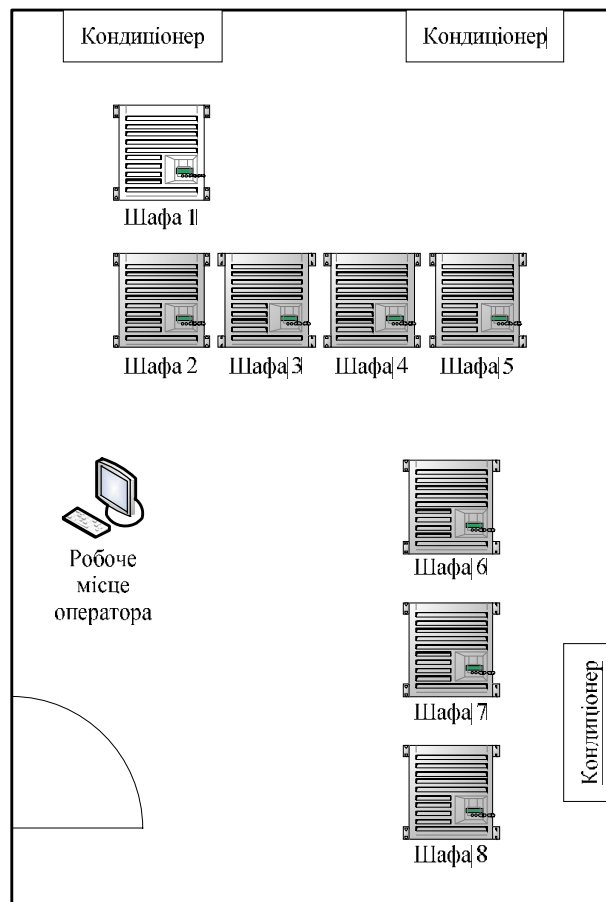 Кондиціонер
Кондиціонер
Шафа 1
Шафа 2
Шафа 3
Шафа 4
Шафа 5
Робоче
місце
оператора
Шафа 6
Шафа 7
Кондиціонер
Шафа 8